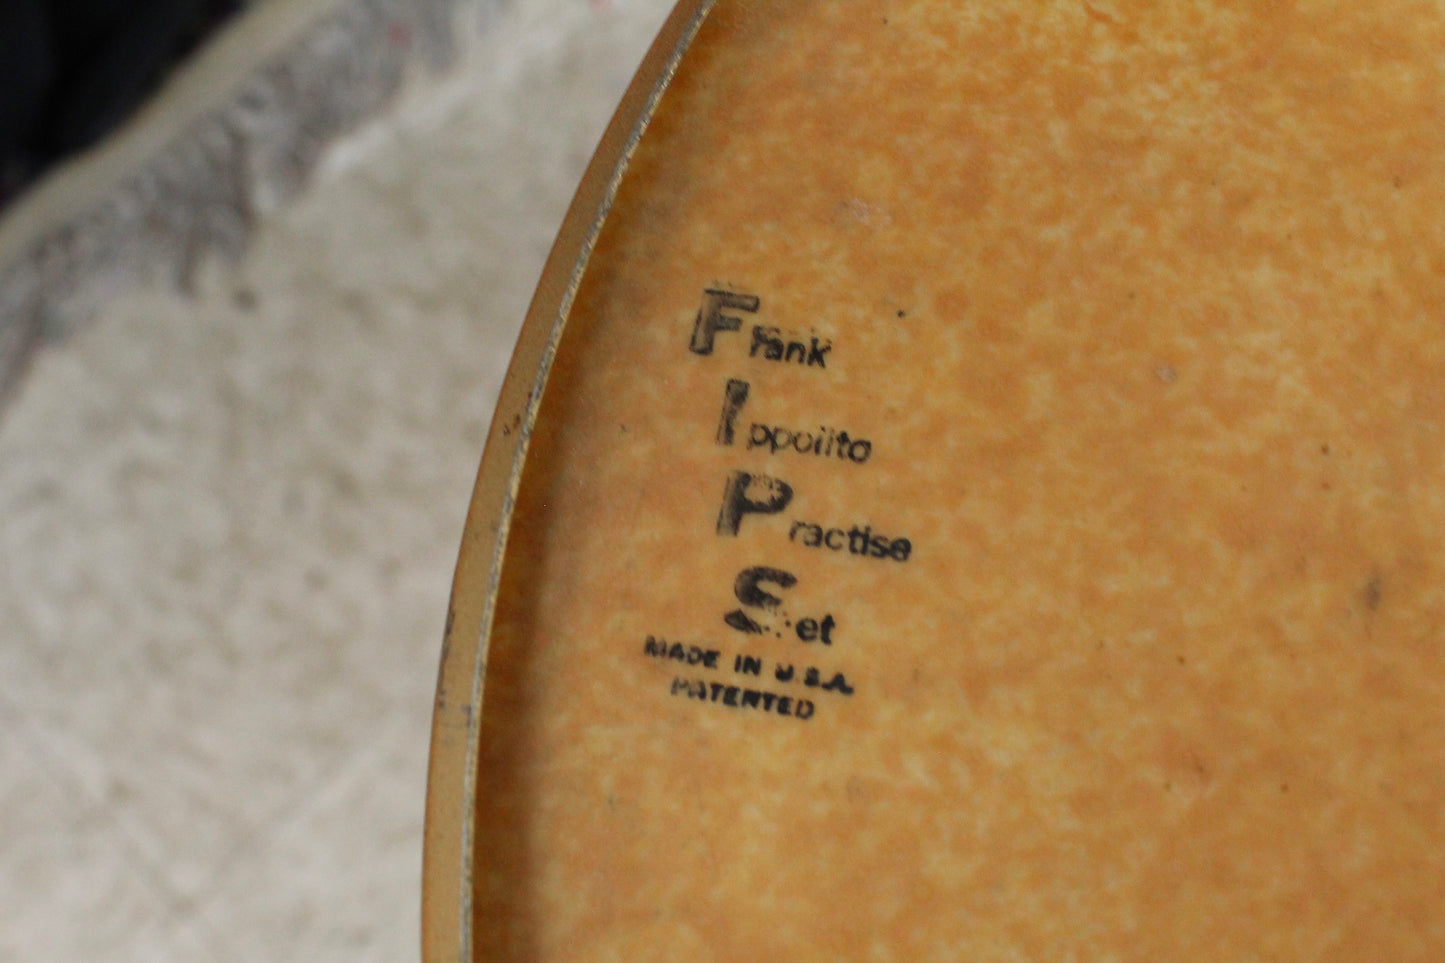 Frank
Ippolito
Practise
Set
MADE IN U.S.A.
PATENTED